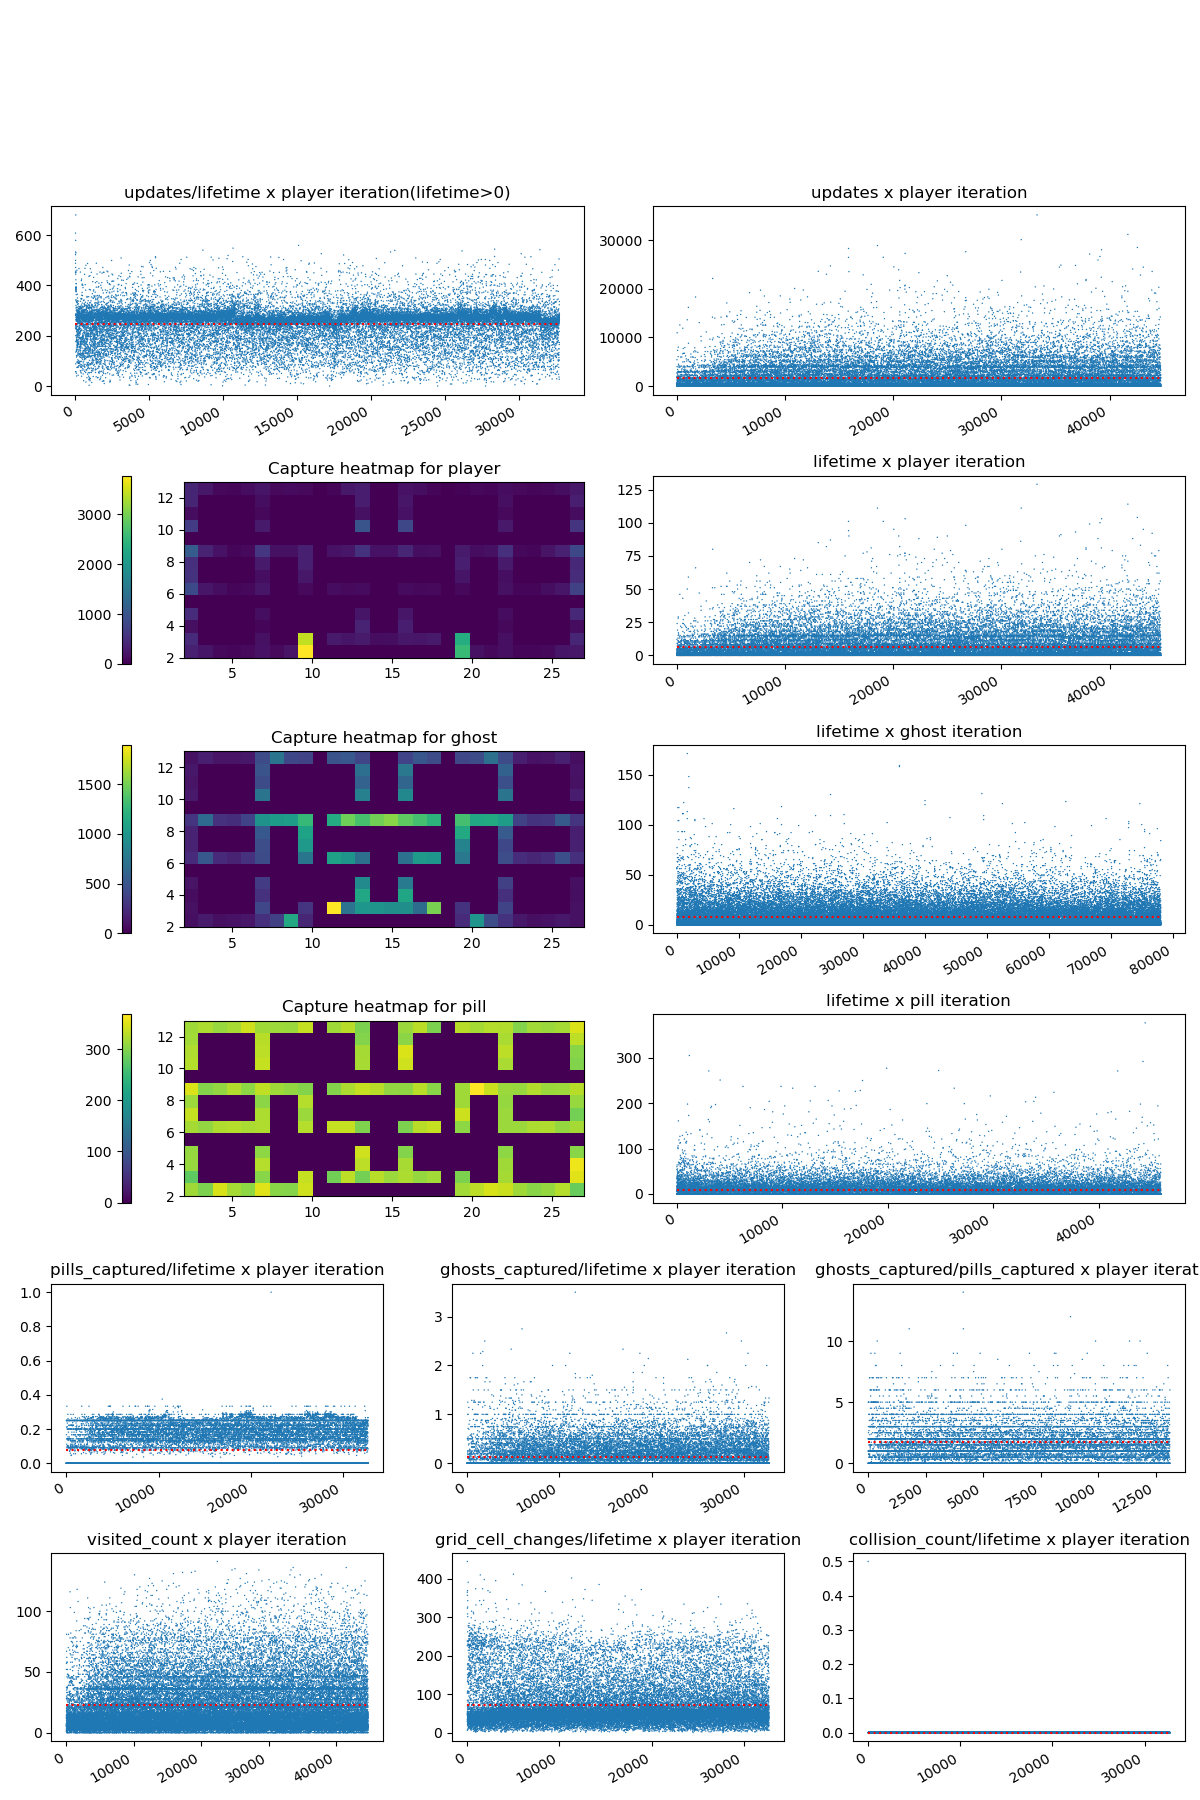 updates/lifetime x player iteration(lifetime>0)
600
400
200
0
0 5000 10000 15000 20000 25000 30000
updates x player iteration
30000
20000
10000
0
0 10000 20000 30000 40000
Capture heatmap for player
3000
2000
1000
0
12
10
8
6
4
2
5 10 15 20 25
lifetime x player iteration
125
100
75
50
25
0
0 10000 20000 30000 40000
Capture heatmap for ghost
1500
1000
500
0
12
10
8
6
4
2
5 10 15 20 25
lifetime x ghost iteration
150
100
50
0
0 10000 20000 30000 40000 50000 60000 70000 80000
Capture heatmap for pill
300
200
100
0
12
10
8
6
4
2
5 10 15 20 25
lifetime x pill iteration
300
200
100
0
0 10000 20000 30000 40000
pills_captured/lifetime x player iteration
1.0
0.8
0.6
0.4
0.2
0.0
0 10000 20000 30000
ghosts_captured/lifetime x player iteration
3
2
1
0
0 10000 20000 30000
ghosts_captured/pills_captured x player iterat
10
5
0
0 2500 5000 7500 10000 12500
visited_count x player iteration
100
50
0
0 10000 20000 30000 40000
grid_cell_changes/lifetime x player iteration
400
300
200
100
0
0 10000 20000 30000
collision_count/lifetime x player iteration
0.5
0.4
0.3
0.2
0.1
0.0
0 10000 20000 30000